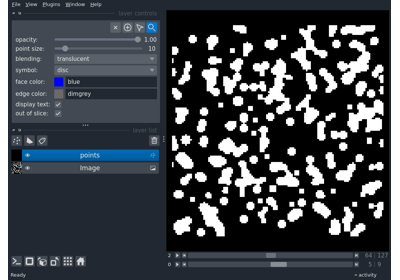 File View Plugins Window Help
layer controls
opacity: 1.00
point size: 10
blending: translucent
symbol: disc
face color: blue
edge color: dimgrey
display text:
out of slice:
layer list
points
Image
2 64 127
0 5 9
Ready activity